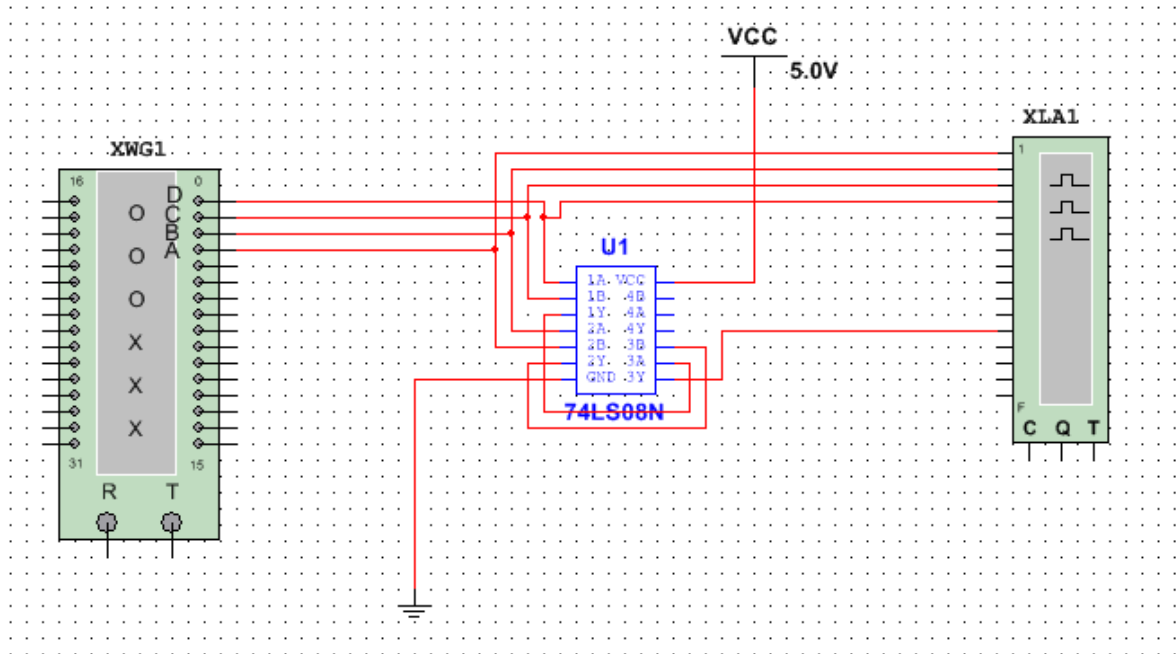 VCC
5.0V
XLA1
XWG1
1
16 0
D
O C
B
O A
O
X
X
X
31 15
R T
U1
1A VCC
1B 4B
1Y 4A
2A 4Y
2B 3B
2Y 3A
GND 3Y
74LS08N
F
C Q T